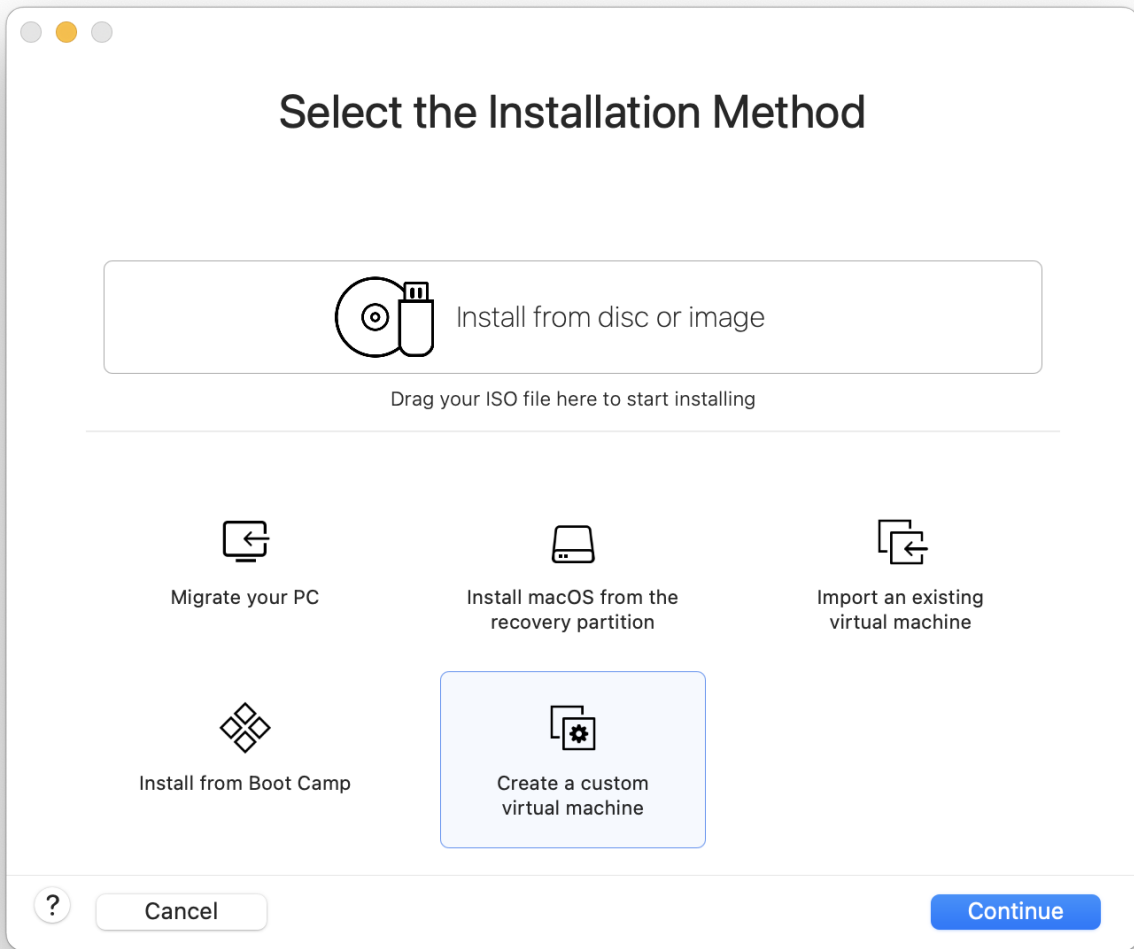 Select the Installation Method
Install from disc or image
Drag your ISO file here to start installing
Migrate your PC
Install macOS from the
recovery partition
Import an existing
virtual machine
Install from Boot Camp
Create a custom
virtual machine
?
Cancel
Continue